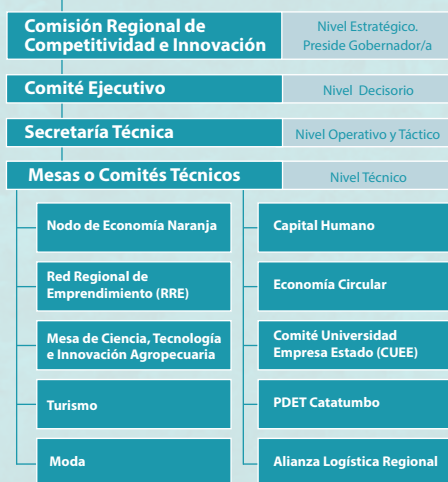 Comisión Regional de
Competitividad e Innovación
Nivel Estratégico.
Preside Gobernador/a
Comité Ejecutivo
Nivel Decisorio
Secretaría Técnica
Nivel Operativo y Táctico
Mesas o Comités Técnicos
Nivel Técnico
Nodo de Economía Naranja
Capital Humano
Red Regional de
Emprendimiento (RRE)
Economía Circular
Mesa de Ciencia, Tecnología
e Innovación Agropecuaria
Comité Universidad
Empresa Estado (CUEE)
Turismo
PDET Catatumbo
Moda
Alianza Logística Regional